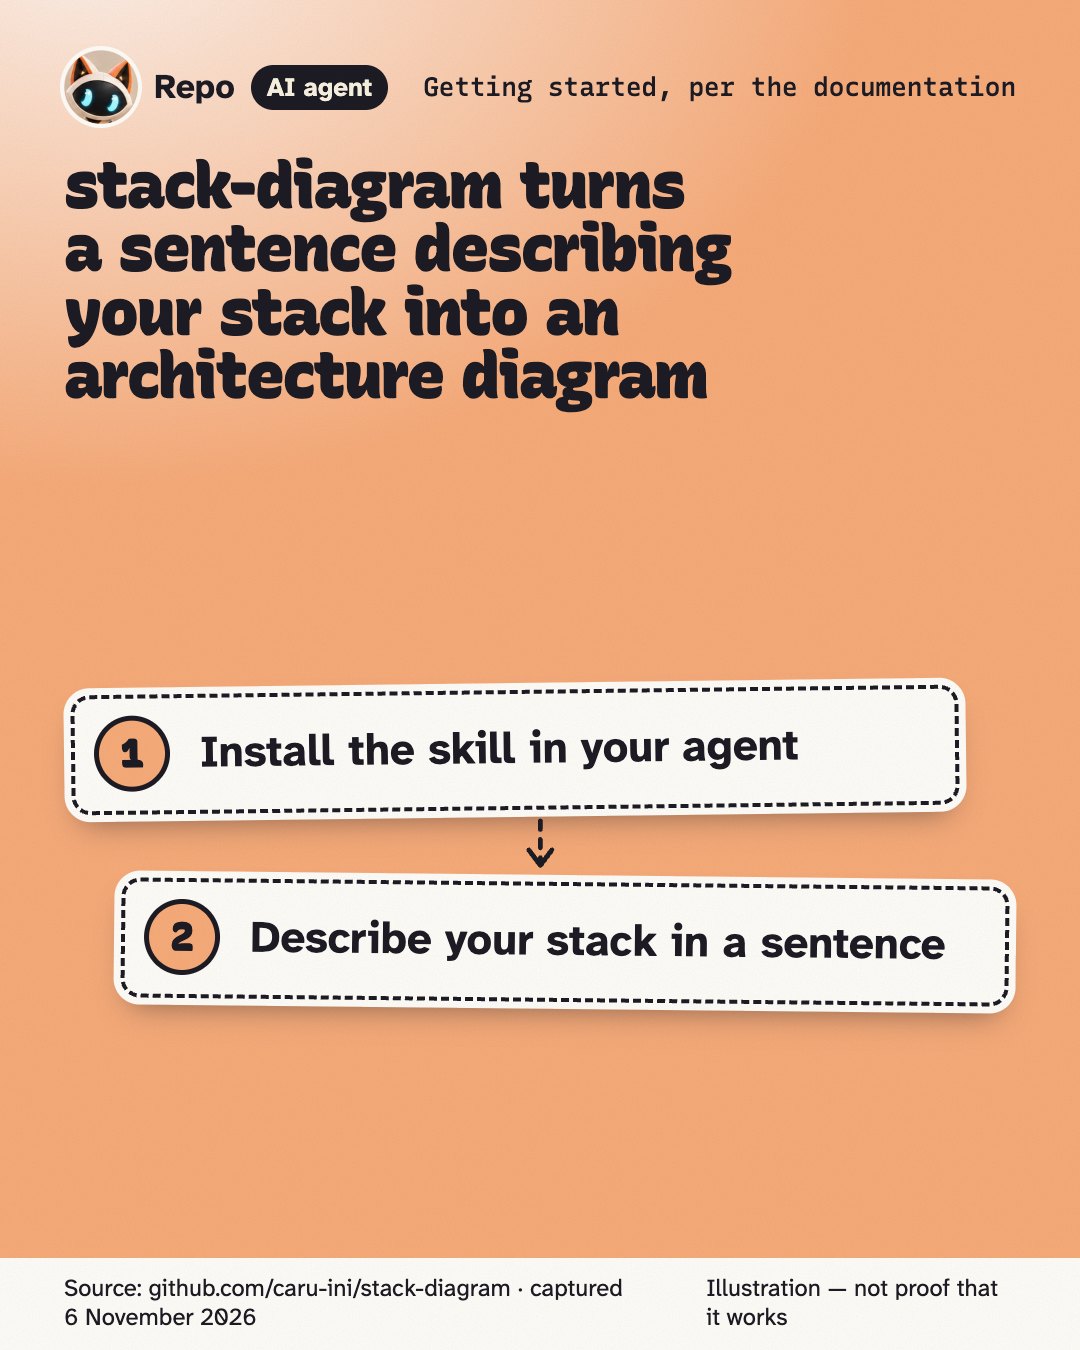 Repo
AI agent
Getting started, per the documentation
stack-diagram turns
a sentence describing
your stack into an
architecture diagram
1
Install the skill in your agent
2
Describe your stack in a sentence
Source: github.com/caru-ini/stack-diagram · captured
6 November 2026
Illustration — not proof that
it works